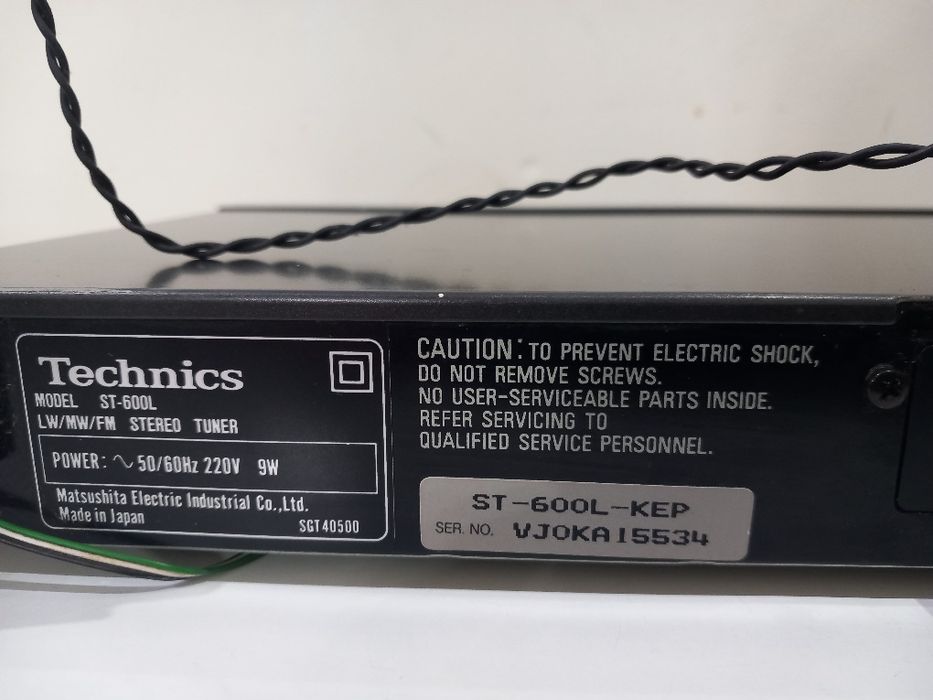 Technics
MODEL ST-600L
LW/MW/FM STEREO TUNER
POWER: ∿ 50/60Hz 220V 9W
Matsushita Electric Industrial Co.,Ltd.
Made in Japan SGT40500
CAUTION: TO PREVENT ELECTRIC SHOCK,
DO NOT REMOVE SCREWS.
NO USER-SERVICEABLE PARTS INSIDE.
REFER SERVICING TO
QUALIFIED SERVICE PERSONNEL.
ST-600L-KEP
SER. NO. VJOKA15534